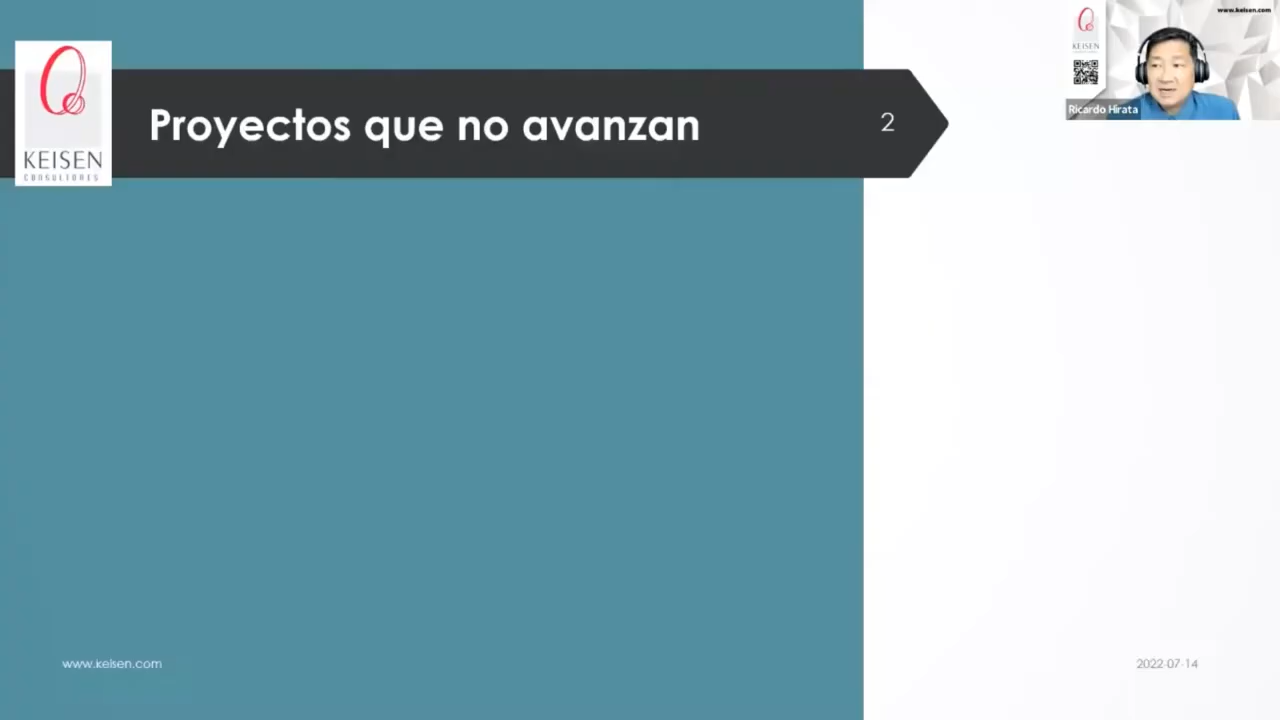 KEISEN
CONSULTORES
Proyectos que no avanzan
2
www.keisen.com
KEISEN
Ricardo Hirata
www.keisen.com
2022-07-14